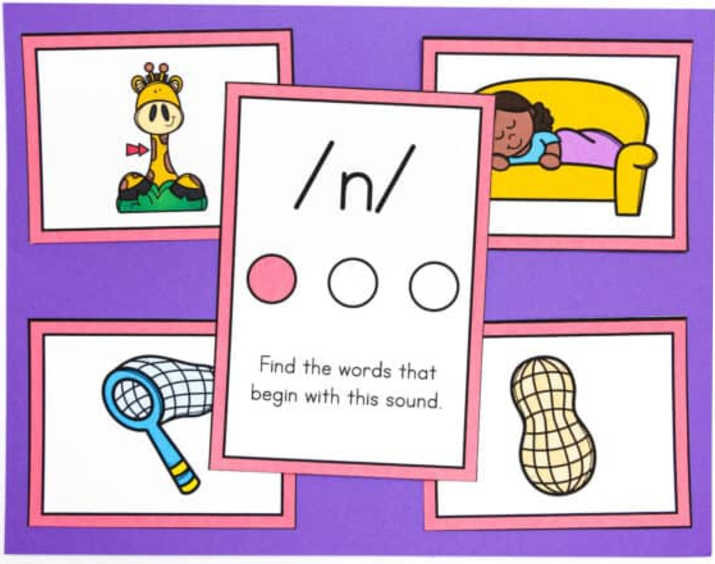 /n/
Find the words that
begin with this sound.